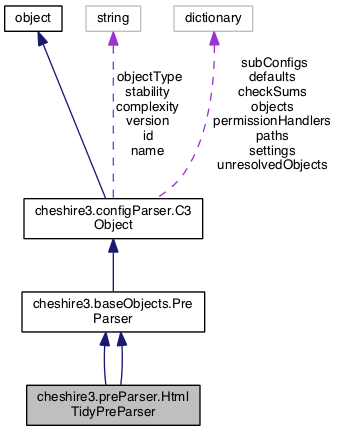 object
string
dictionary
objectType
stability
complexity
version
id
name
subConfigs
defaults
checkSums
objects
permissionHandlers
paths
settings
unresolvedObjects
cheshire3.configParser.C3
Object
cheshire3.baseObjects.Pre
Parser
cheshire3.preParser.Html
TidyPreParser